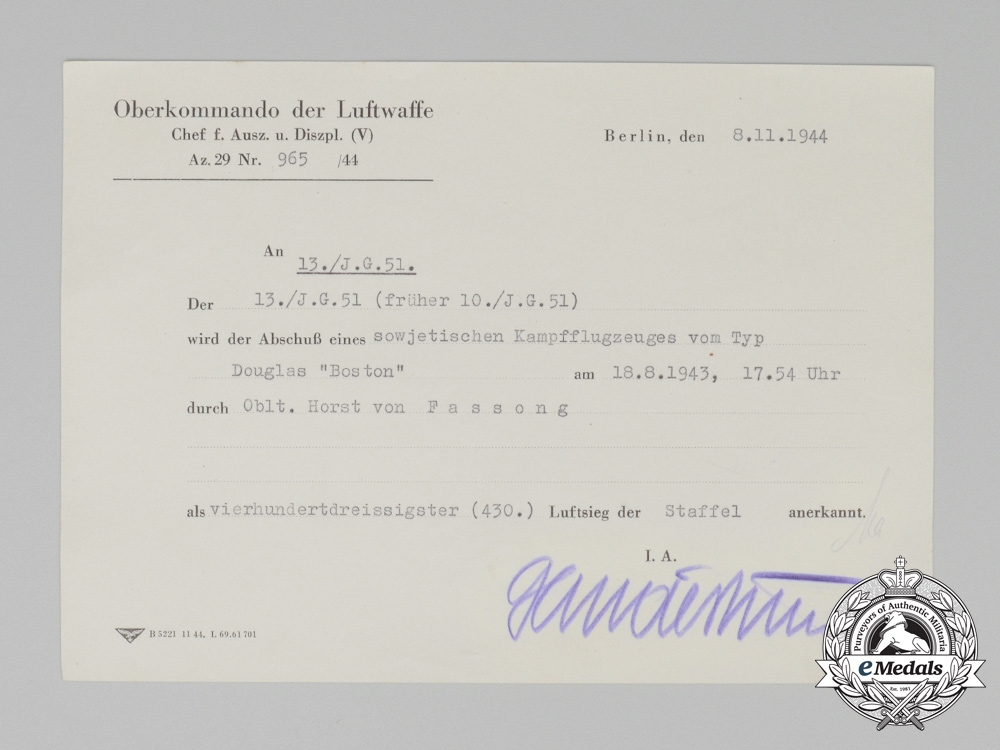 Oberkommando der Luftwaffe
Chef f. Ausz. u. Diszpl. (V)
Az. 29 Nr. 965 /44
Berlin, den 8.11.1944
An
13./J.G.51.
Der 13./J.G.51 (früher 10./J.G.51)
wird der Abschuß eines sowjetischen Kampfflugzeuges vom Typ
Douglas "Boston" am 18.8.1943, 17.54 Uhr
durch Oblt. Horst von F a s s o n g
als vierhundertdreissigster (430.) Luftsieg der Staffel anerkannt.
I. A.
B 5221 11 44, L 69.61 701
Purveyors of Authentic Militaria
eMedals
Est. 1967